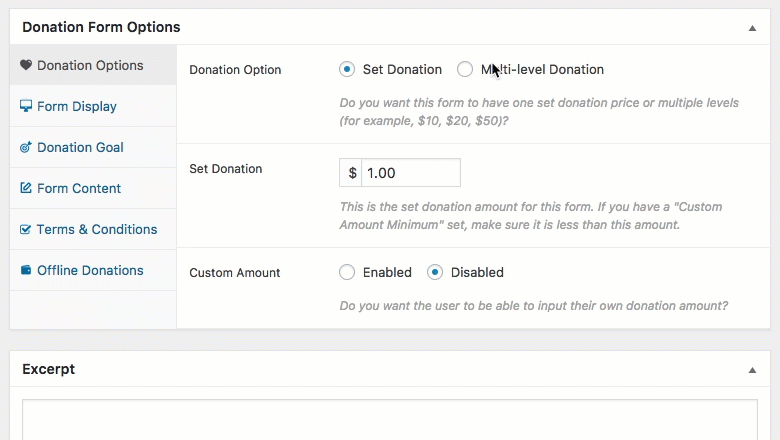 Donation Form Options
Donation Options
Form Display
Donation Goal
Form Content
Terms & Conditions
Offline Donations
Donation Option
Set Donation
Multi-level Donation
Do you want this form to have one set donation price or multiple levels
(for example, $10, $20, $50)?
Set Donation
$ 1.00
This is the set donation amount for this form. If you have a "Custom
Amount Minimum" set, make sure it is less than this amount.
Custom Amount
Enabled
Disabled
Do you want the user to be able to input their own donation amount?
Excerpt